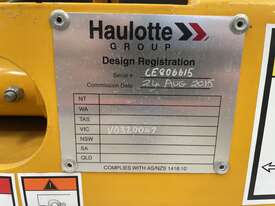 Haulotte
GROUP
Design Registration
Serial # CE806615
Commission Date 24 AUG 2015
NT
WA
TAS
VIC V0320047
NSW
SA
QLD
COMPLIES WITH AS/NZS 1418.10